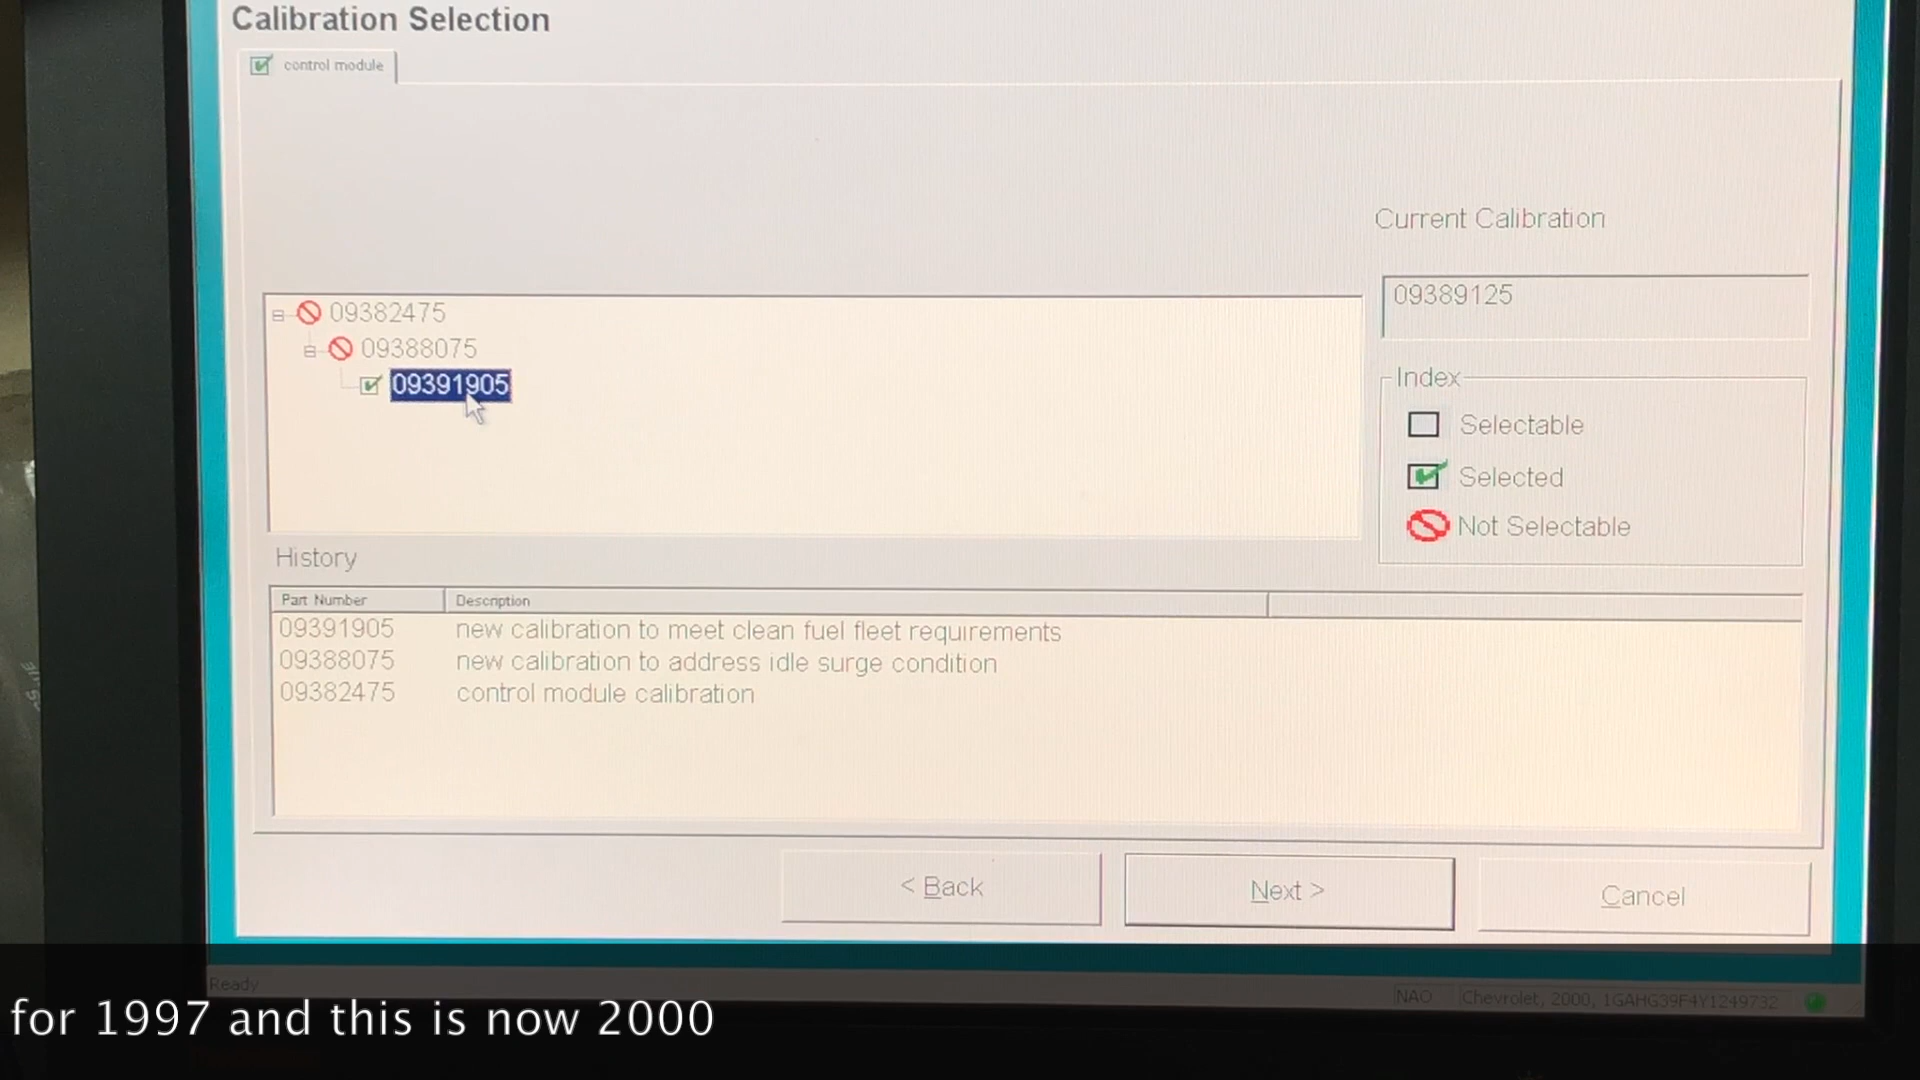 Calibration Selection
control module
Current Calibration
09389125
09382475
09388075
09391905
Index
Selectable
Selected
Not Selectable
History
Part Number Description
09391905 new calibration to meet clean fuel fleet requirements
09388075 new calibration to address idle surge condition
09382475 control module calibration
< Back Next > Cancel
Ready
NAO Chevrolet, 2000, 1GAHG39F4Y1249732
for 1997 and this is now 2000